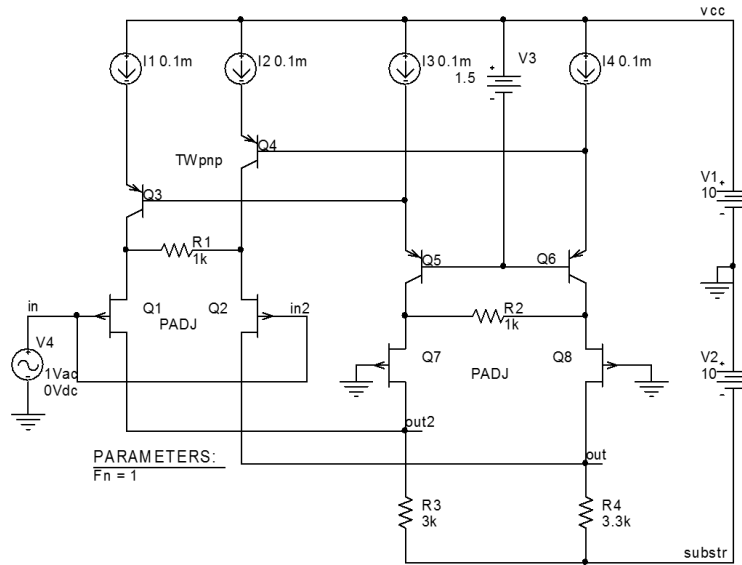 vcc
I1 0.1m
I2 0.1m
I3 0.1m
V3
1.5
I4 0.1m
Q4
TWpnp
Q3
V1
10
R1
1k
Q5
Q6
in
Q1
Q2
in2
PADJ
R2
1k
V4
1Vac
0Vdc
Q7
PADJ
Q8
V2
10
out2
PARAMETERS:
Fn = 1
out
R3
3k
R4
3.3k
substr